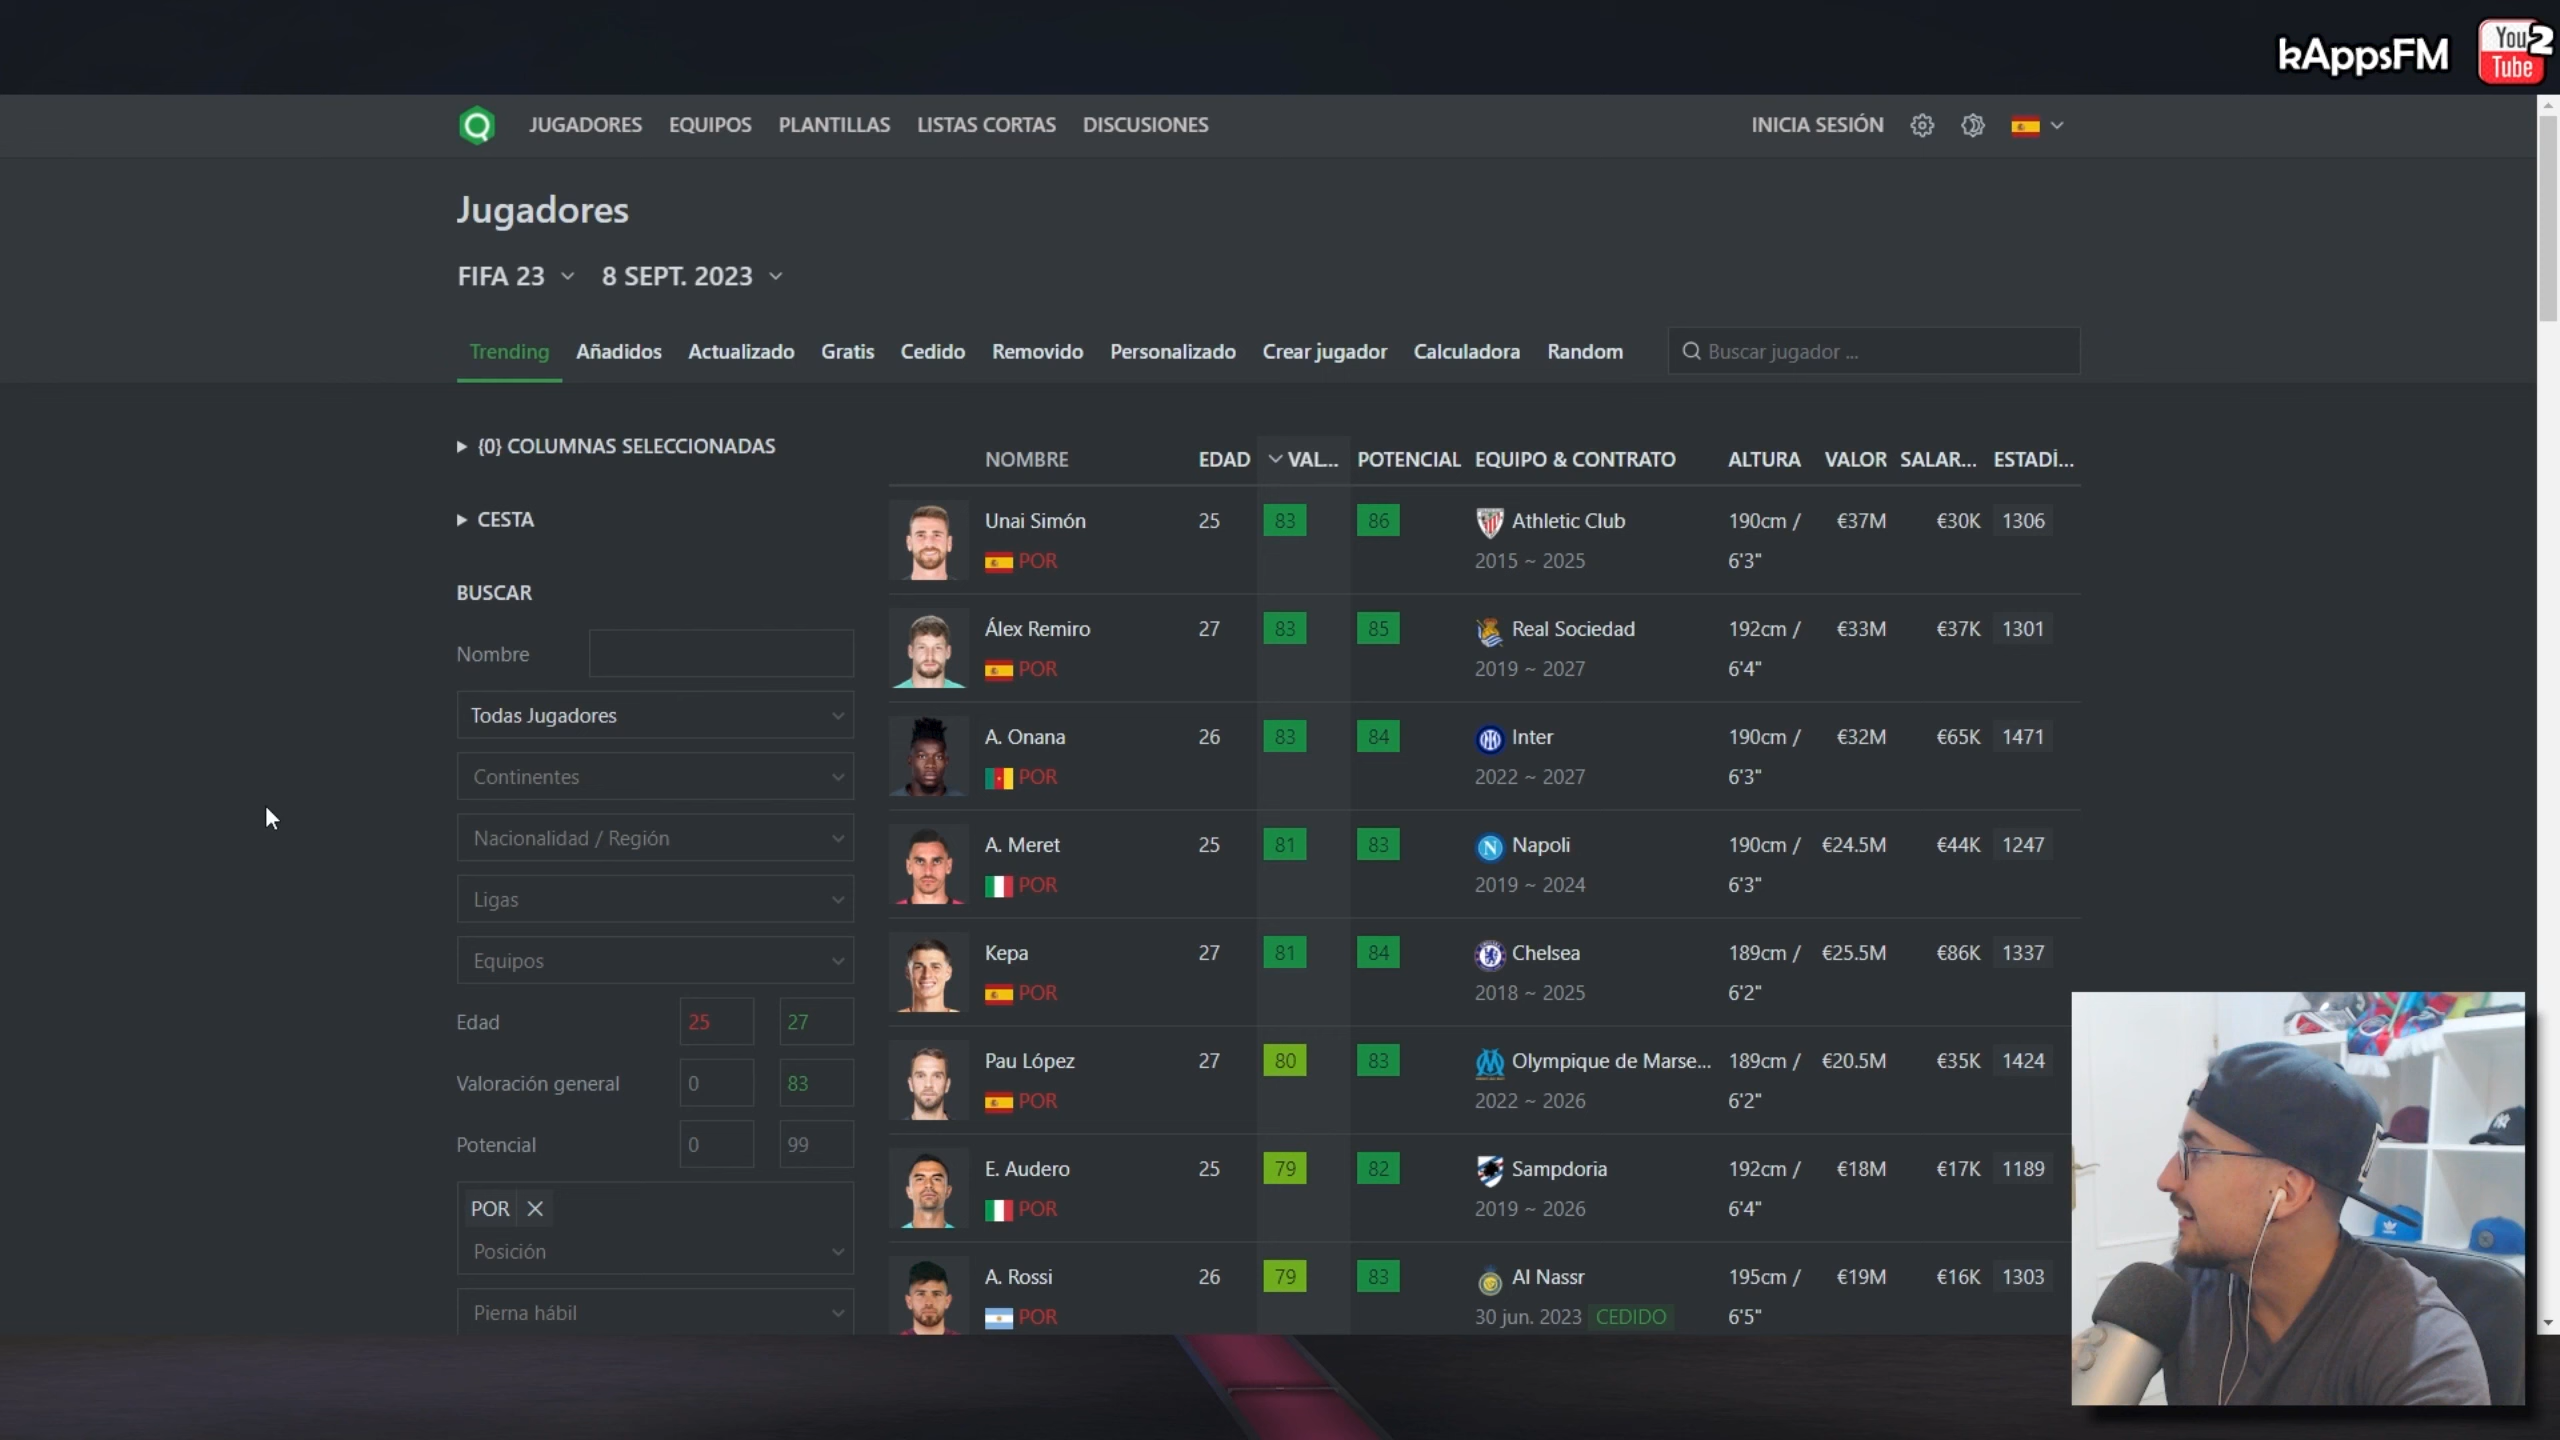 kAppsFM
You2
Tube
JUGADORES EQUIPOS PLANTILLAS LISTAS CORTAS DISCUSIONES INICIA SESIÓN
Jugadores
FIFA 23 8 SEPT. 2023
Trending Añadidos Actualizado Gratis Cedido Removido Personalizado Crear jugador Calculadora Random Buscar jugador ...
{0} COLUMNAS SELECCIONADAS
CESTA
BUSCAR
Nombre
Todas Jugadores
Continentes
Nacionalidad / Región
Ligas
Equipos
Edad 25 27
Valoración general 0 83
Potencial 0 99
POR
Posición
Pierna hábil
NOMBRE EDAD VAL... POTENCIAL EQUIPO & CONTRATO ALTURA VALOR SALAR... ESTADÍ...
Unai Simón 25 83 86 Athletic Club 190cm / €37M €30K 1306
POR 2015 ~ 2025 6'3"
Álex Remiro 27 83 85 Real Sociedad 192cm / €33M €37K 1301
POR 2019 ~ 2027 6'4"
A. Onana 26 83 84 Inter 190cm / €32M €65K 1471
POR 2022 ~ 2027 6'3"
A. Meret 25 81 83 Napoli 190cm / €24.5M €44K 1247
POR 2019 ~ 2024 6'3"
Kepa 27 81 84 Chelsea 189cm / €25.5M €86K 1337
POR 2018 ~ 2025 6'2"
Pau López 27 80 83 Olympique de Marse... 189cm / €20.5M €35K 1424
POR 2022 ~ 2026 6'2"
E. Audero 25 79 82 Sampdoria 192cm / €18M €17K 1189
POR 2019 ~ 2026 6'4"
A. Rossi 26 79 83 Al Nassr 195cm / €19M €16K 1303
POR 30 jun. 2023 CEDIDO 6'5"